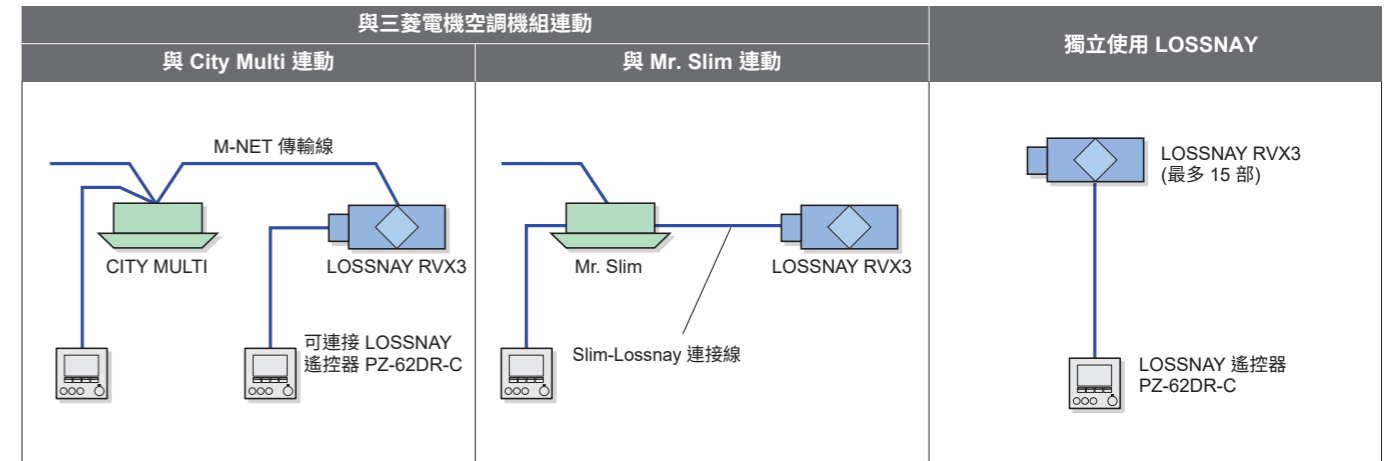 與三菱電機空調機組連動
獨立使用 LOSSNAY
與 City Multi 連動
與 Mr. Slim 連動
M-NET 傳輸線
CITY MULTI
LOSSNAY RVX3
可連接 LOSSNAY
遙控器 PZ-62DR-C
Mr. Slim
LOSSNAY RVX3
Slim-Lossnay 連接線
LOSSNAY RVX3
(最多 15 部)
LOSSNAY 遙控器
PZ-62DR-C